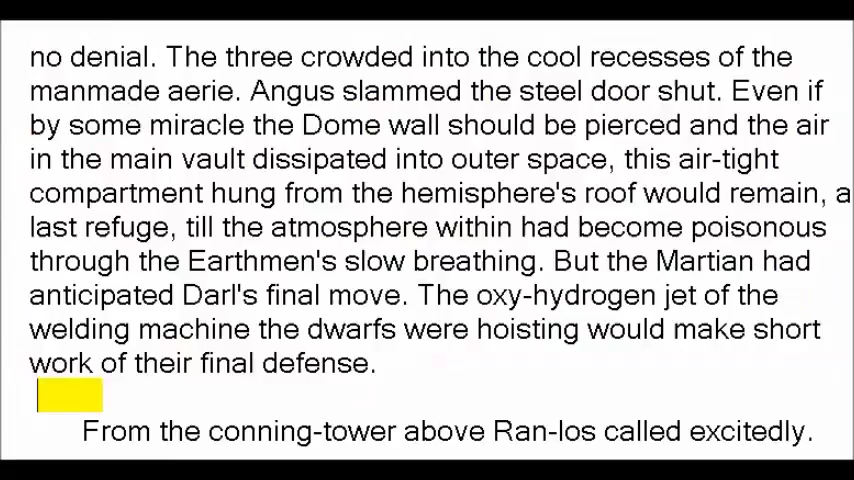 no denial. The three crowded into the cool recesses of the
manmade aerie. Angus slammed the steel door shut. Even if
by some miracle the Dome wall should be pierced and the air
in the main vault dissipated into outer space, this air-tight
compartment hung from the hemisphere's roof would remain, a
last refuge, till the atmosphere within had become poisonous
through the Earthmen's slow breathing. But the Martian had
anticipated Darl's final move. The oxy-hydrogen jet of the
welding machine the dwarfs were hoisting would make short
work of their final defense.
From the conning-tower above Ran-los called excitedly.